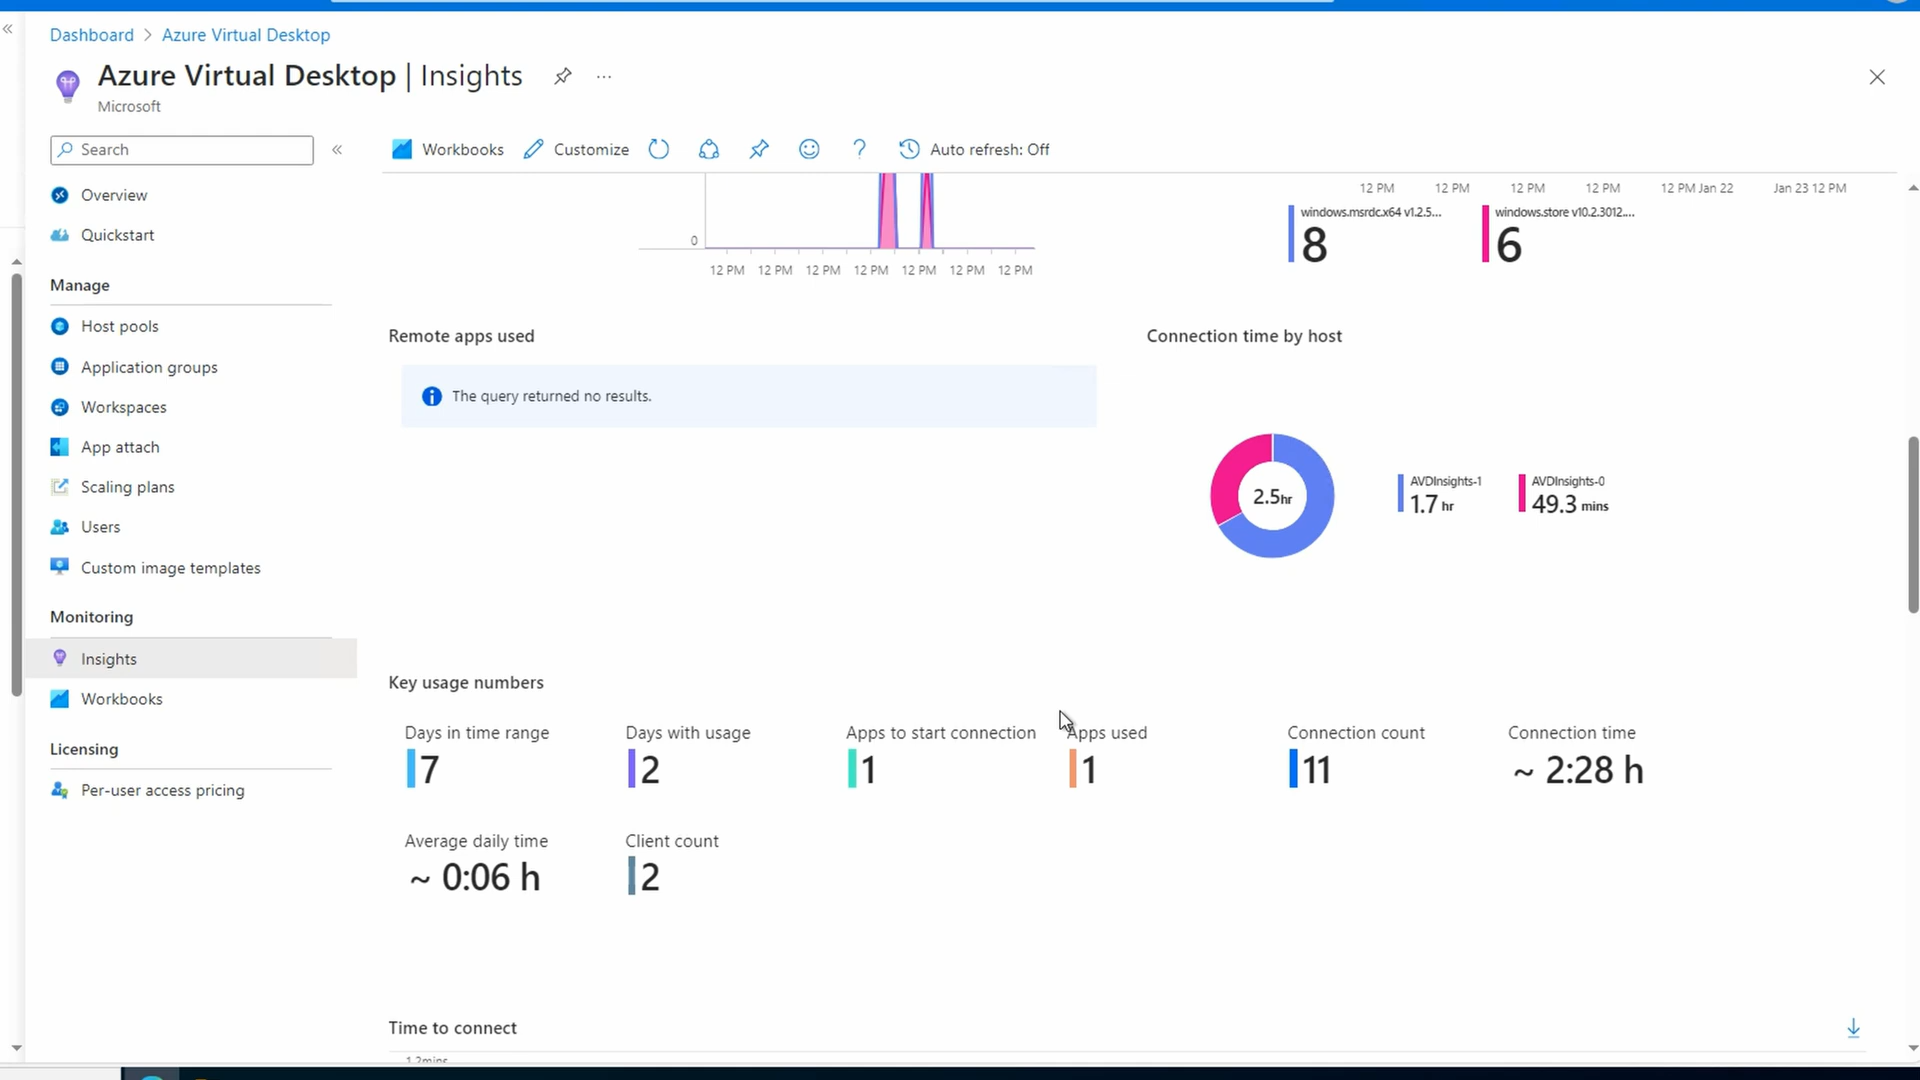 Dashboard > Azure Virtual Desktop
Azure Virtual Desktop | Insights
Microsoft
Search
Workbooks Customize Auto refresh: Off
Overview
Quickstart
Manage
Host pools
Application groups
Workspaces
App attach
Scaling plans
Users
Custom image templates
Monitoring
Insights
Workbooks
Licensing
Per-user access pricing
0
12 PM 12 PM 12 PM 12 PM 12 PM 12 PM 12 PM
12 PM 12 PM 12 PM 12 PM 12 PM Jan 22 Jan 23 12 PM
windows.msrdc.x64 v1.2.5... windows.store v10.2.3012....
8 6
Remote apps used
The query returned no results.
Connection time by host
2.5hr
AVDInsights-1 AVDInsights-0
1.7 hr 49.3 mins
Key usage numbers
Days in time range Days with usage Apps to start connection Apps used Connection count Connection time
7 2 1 1 11 ~ 2:28 h
Average daily time Client count
~ 0:06 h 2
Time to connect
1.2mins